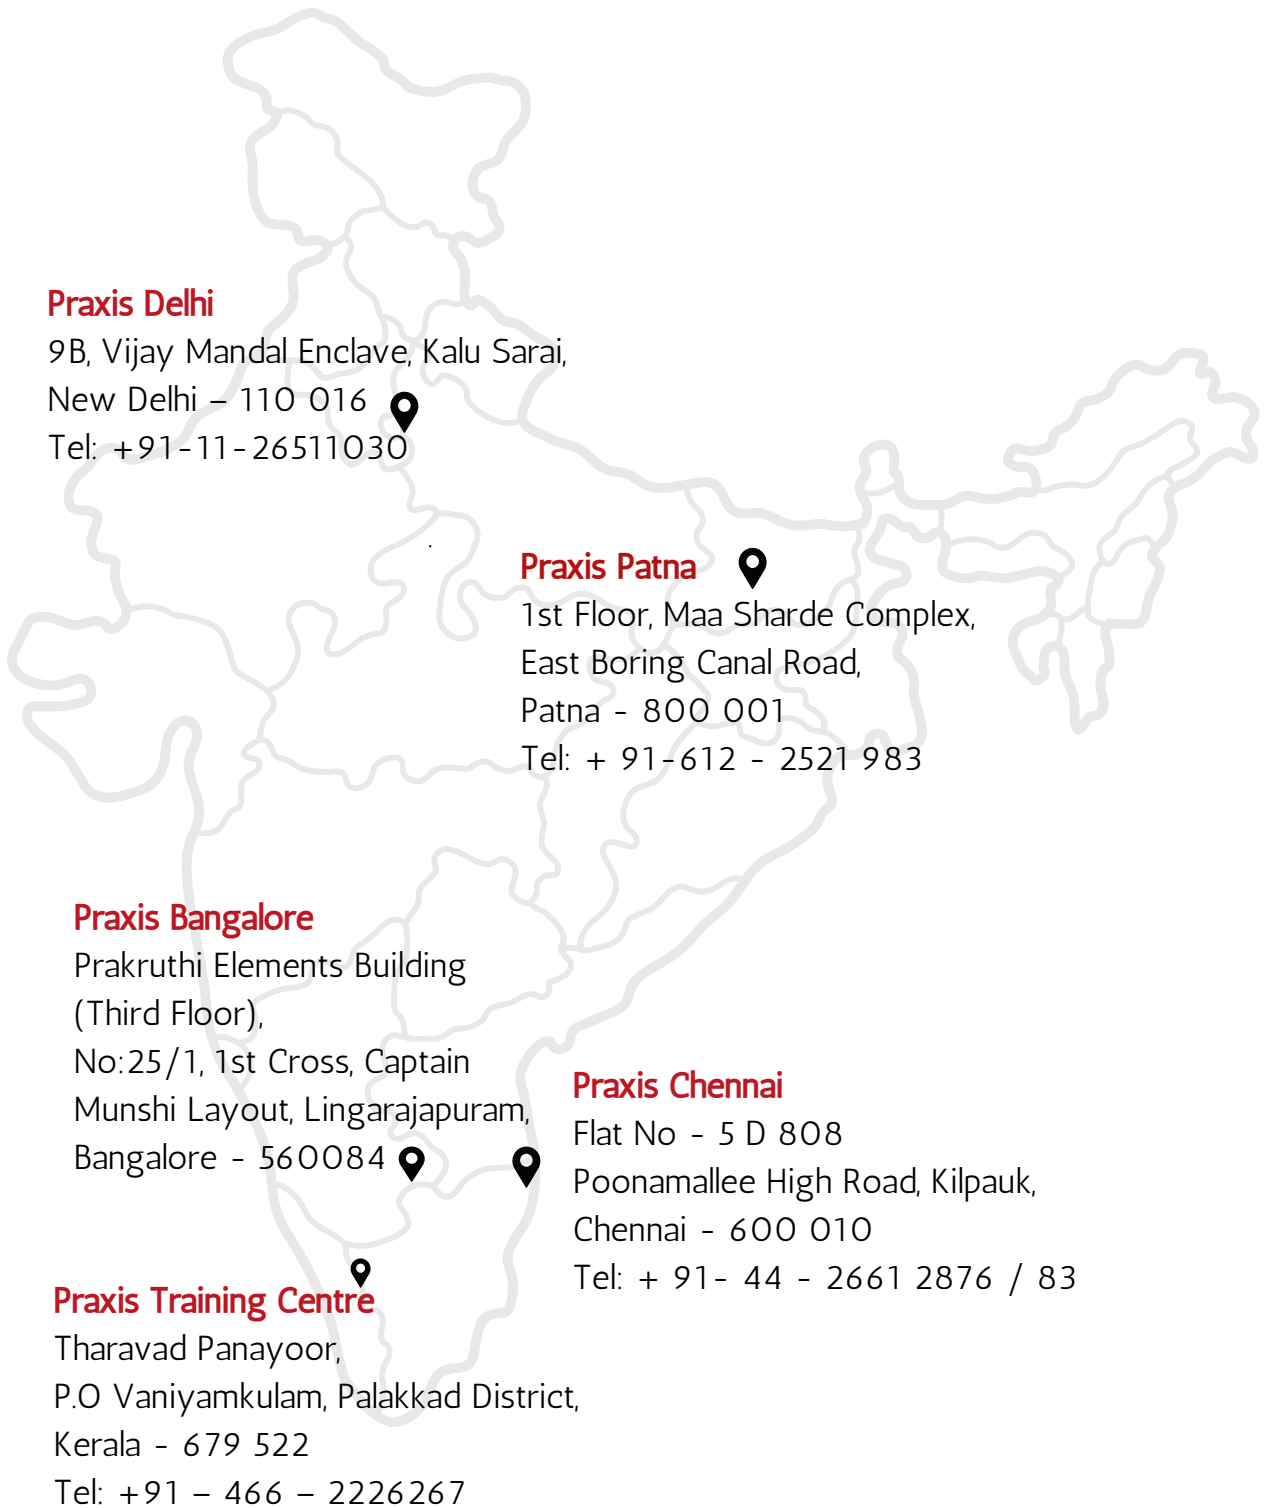 Praxis Delhi
9B, Vijay Mandal Enclave, Kalu Sarai,
New Delhi – 110 016
Tel: +91-11-26511030
Praxis Patna
1st Floor, Maa Sharde Complex,
East Boring Canal Road,
Patna - 800 001
Tel: + 91-612 - 2521 983
Praxis Bangalore
Prakruthi Elements Building
(Third Floor),
No:25/1, 1st Cross, Captain
Munshi Layout, Lingarajapuram,
Bangalore - 560084
Praxis Chennai
Flat No - 5 D 808
Poonamallee High Road, Kilpauk,
Chennai - 600 010
Tel: + 91- 44 - 2661 2876 / 83
Praxis Training Centre
Tharavad Panayoor,
P.O Vaniyamkulam, Palakkad District,
Kerala - 679 522
Tel: +91 – 466 – 2226267